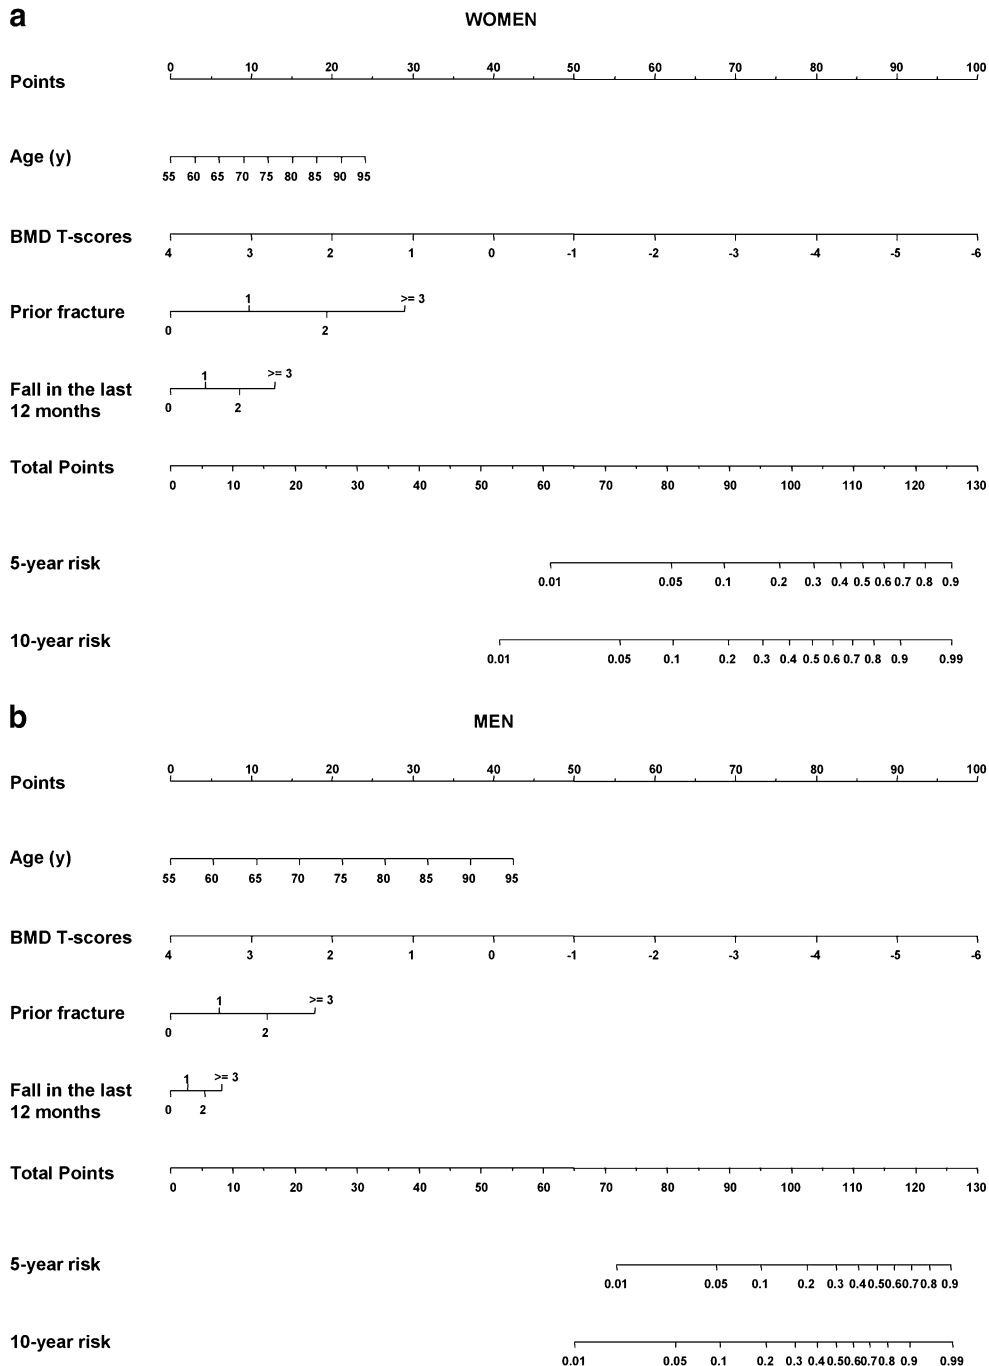 a
WOMEN
0 10 20 30 40 50 60 70 80 90 100
Points
Age (y)
55 60 65 70 75 80 85 90 95
BMD T-scores
4 3 2 1 0 -1 -2 -3 -4 -5 -6
1 >= 3
Prior fracture
0 2
1 >= 3
Fall in the last
12 months
0 2
Total Points
0 10 20 30 40 50 60 70 80 90 100 110 120 130
5-year risk
0.01 0.05 0.1 0.2 0.3 0.4 0.5 0.6 0.7 0.8 0.9
10-year risk
0.01 0.05 0.1 0.2 0.3 0.4 0.5 0.6 0.7 0.8 0.9 0.99
b
MEN
0 10 20 30 40 50 60 70 80 90 100
Points
Age (y)
55 60 65 70 75 80 85 90 95
BMD T-scores
4 3 2 1 0 -1 -2 -3 -4 -5 -6
1 >= 3
Prior fracture
0 2
1 >= 3
Fall in the last
12 months
0 2
Total Points
0 10 20 30 40 50 60 70 80 90 100 110 120 130
5-year risk
0.01 0.05 0.1 0.2 0.3 0.4 0.5 0.6 0.7 0.8 0.9
10-year risk
0.01 0.05 0.1 0.2 0.3 0.4 0.5 0.6 0.7 0.8 0.9 0.99